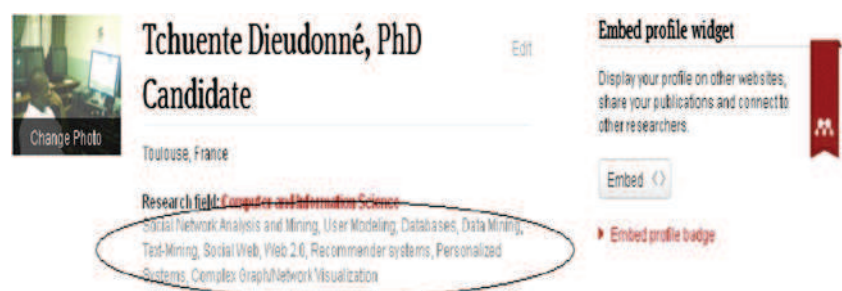 Tchuente Dieudonné, PhD
Candidate
Edit
Change Photo
Toulouse, France
Research field: Computer and Information Science
Social Network Analysis and Mining, User Modeling, Databases, Data Mining,
Text-Mining, Social Web, Web 2.0, Recommender systems, Personalized
Systems, Complex Graph/Network Visualization
Embed profile widget
Display your profile on other websites,
share your publications and connect to
other researchers.
Embed <>
Embed profile badge